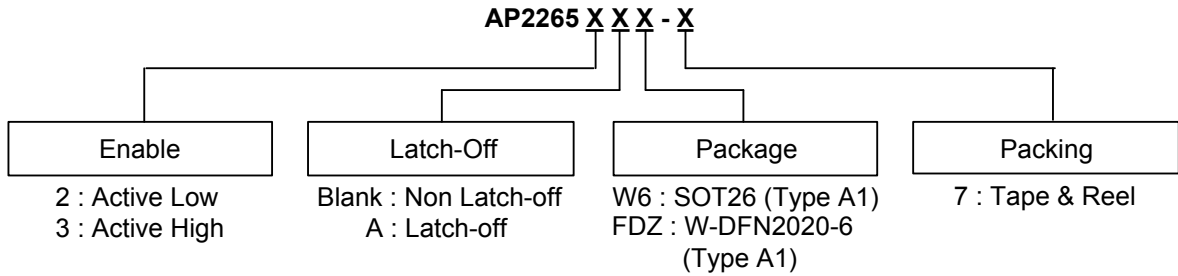 AP2265 X X X - X
Enable
Latch-Off
Package
Packing
2 : Active Low
3 : Active High
Blank : Non Latch-off
A : Latch-off
W6 : SOT26 (Type A1)
FDZ : W-DFN2020-6
(Type A1)
7 : Tape & Reel